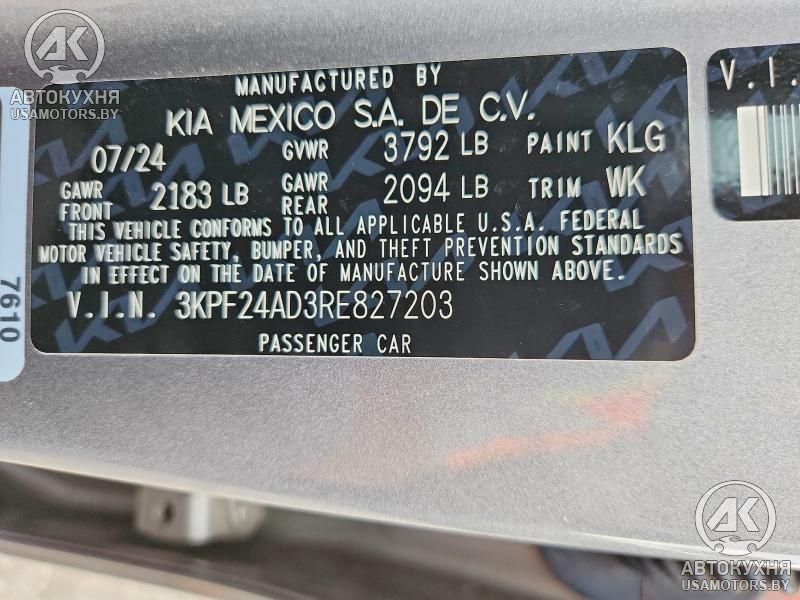 AK
АВТОКУХНЯ
USAMOTORS.BY
MANUFACTURED BY
KIA MEXICO S.A. DE C.V.
07/24 GVWR 3792 LB PAINT KLG
GAWR FRONT 2183 LB GAWR REAR 2094 LB TRIM WK
THIS VEHICLE CONFORMS TO ALL APPLICABLE U.S.A. FEDERAL
MOTOR VEHICLE SAFETY, BUMPER, AND THEFT PREVENTION STANDARDS
IN EFFECT ON THE DATE OF MANUFACTURE SHOWN ABOVE.
V.I.N. 3KPF24AD3RE827203
PASSENGER CAR
7610
V.I.
AK
АВТОКУХНЯ
USAMOTORS.BY